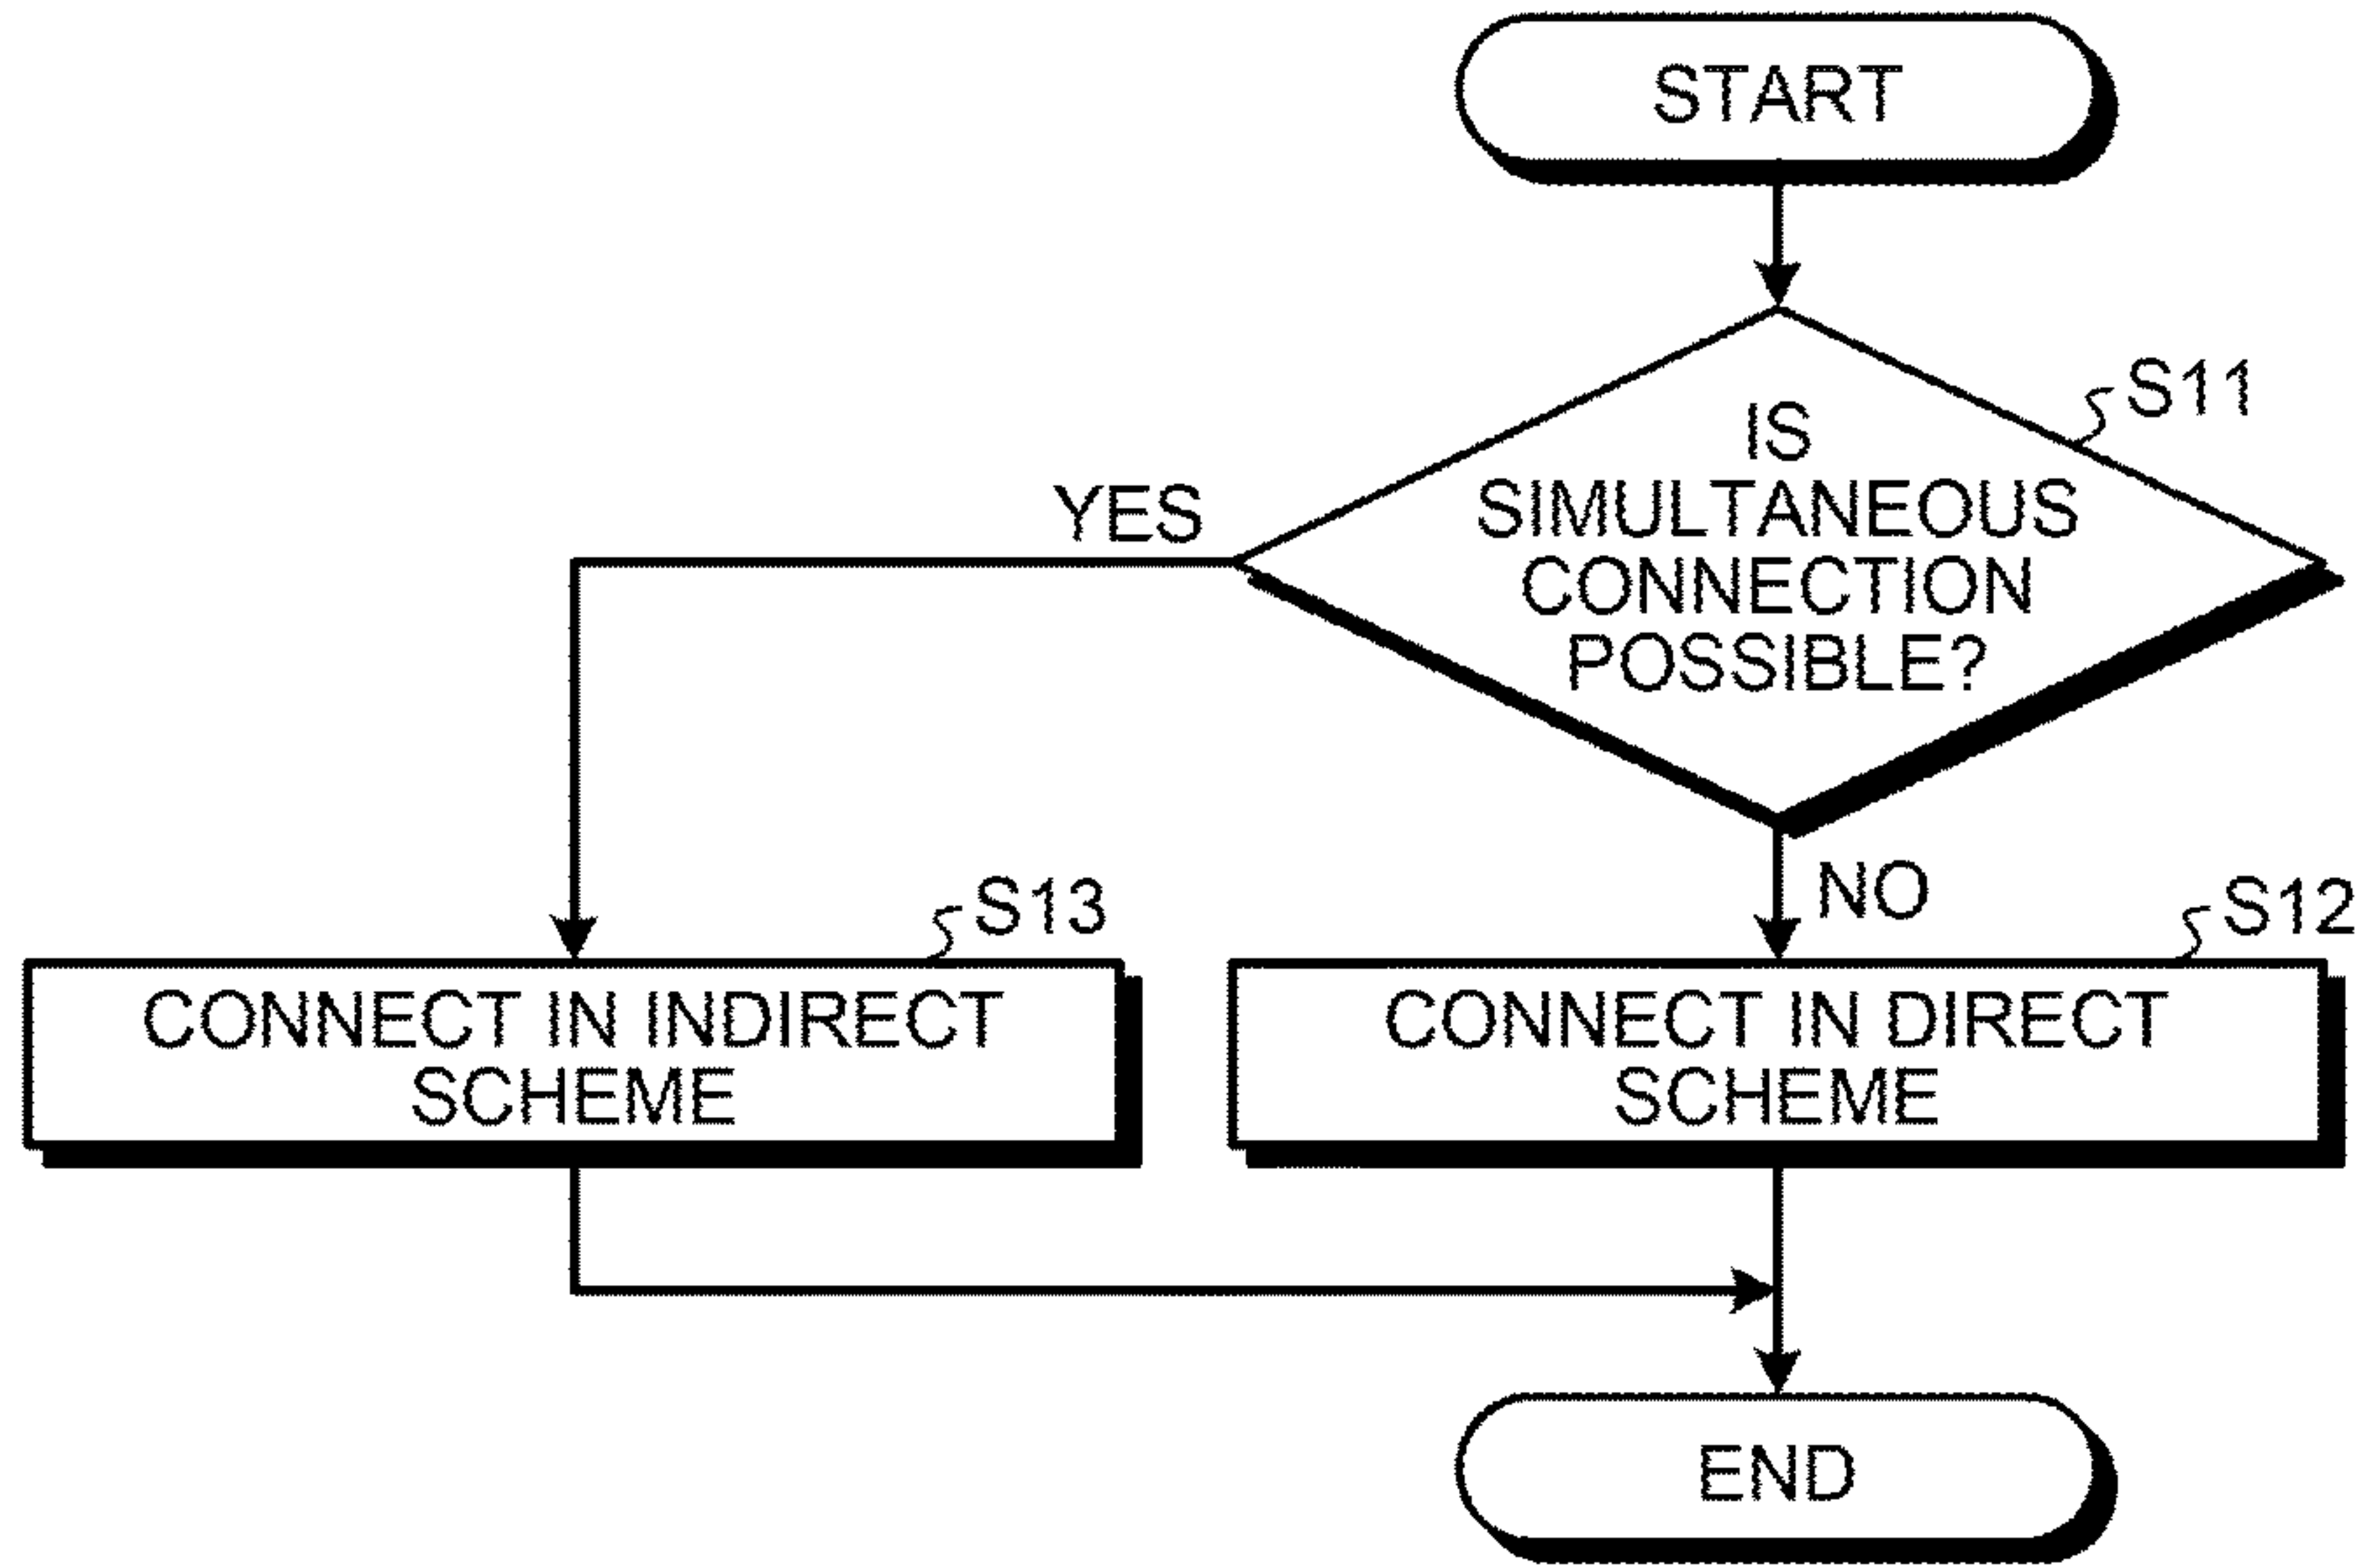 START
S11
IS
SIMULTANEOUS
CONNECTION
POSSIBLE?
YES
NO
S13
S12
CONNECT IN INDIRECT
SCHEME
CONNECT IN DIRECT
SCHEME
END